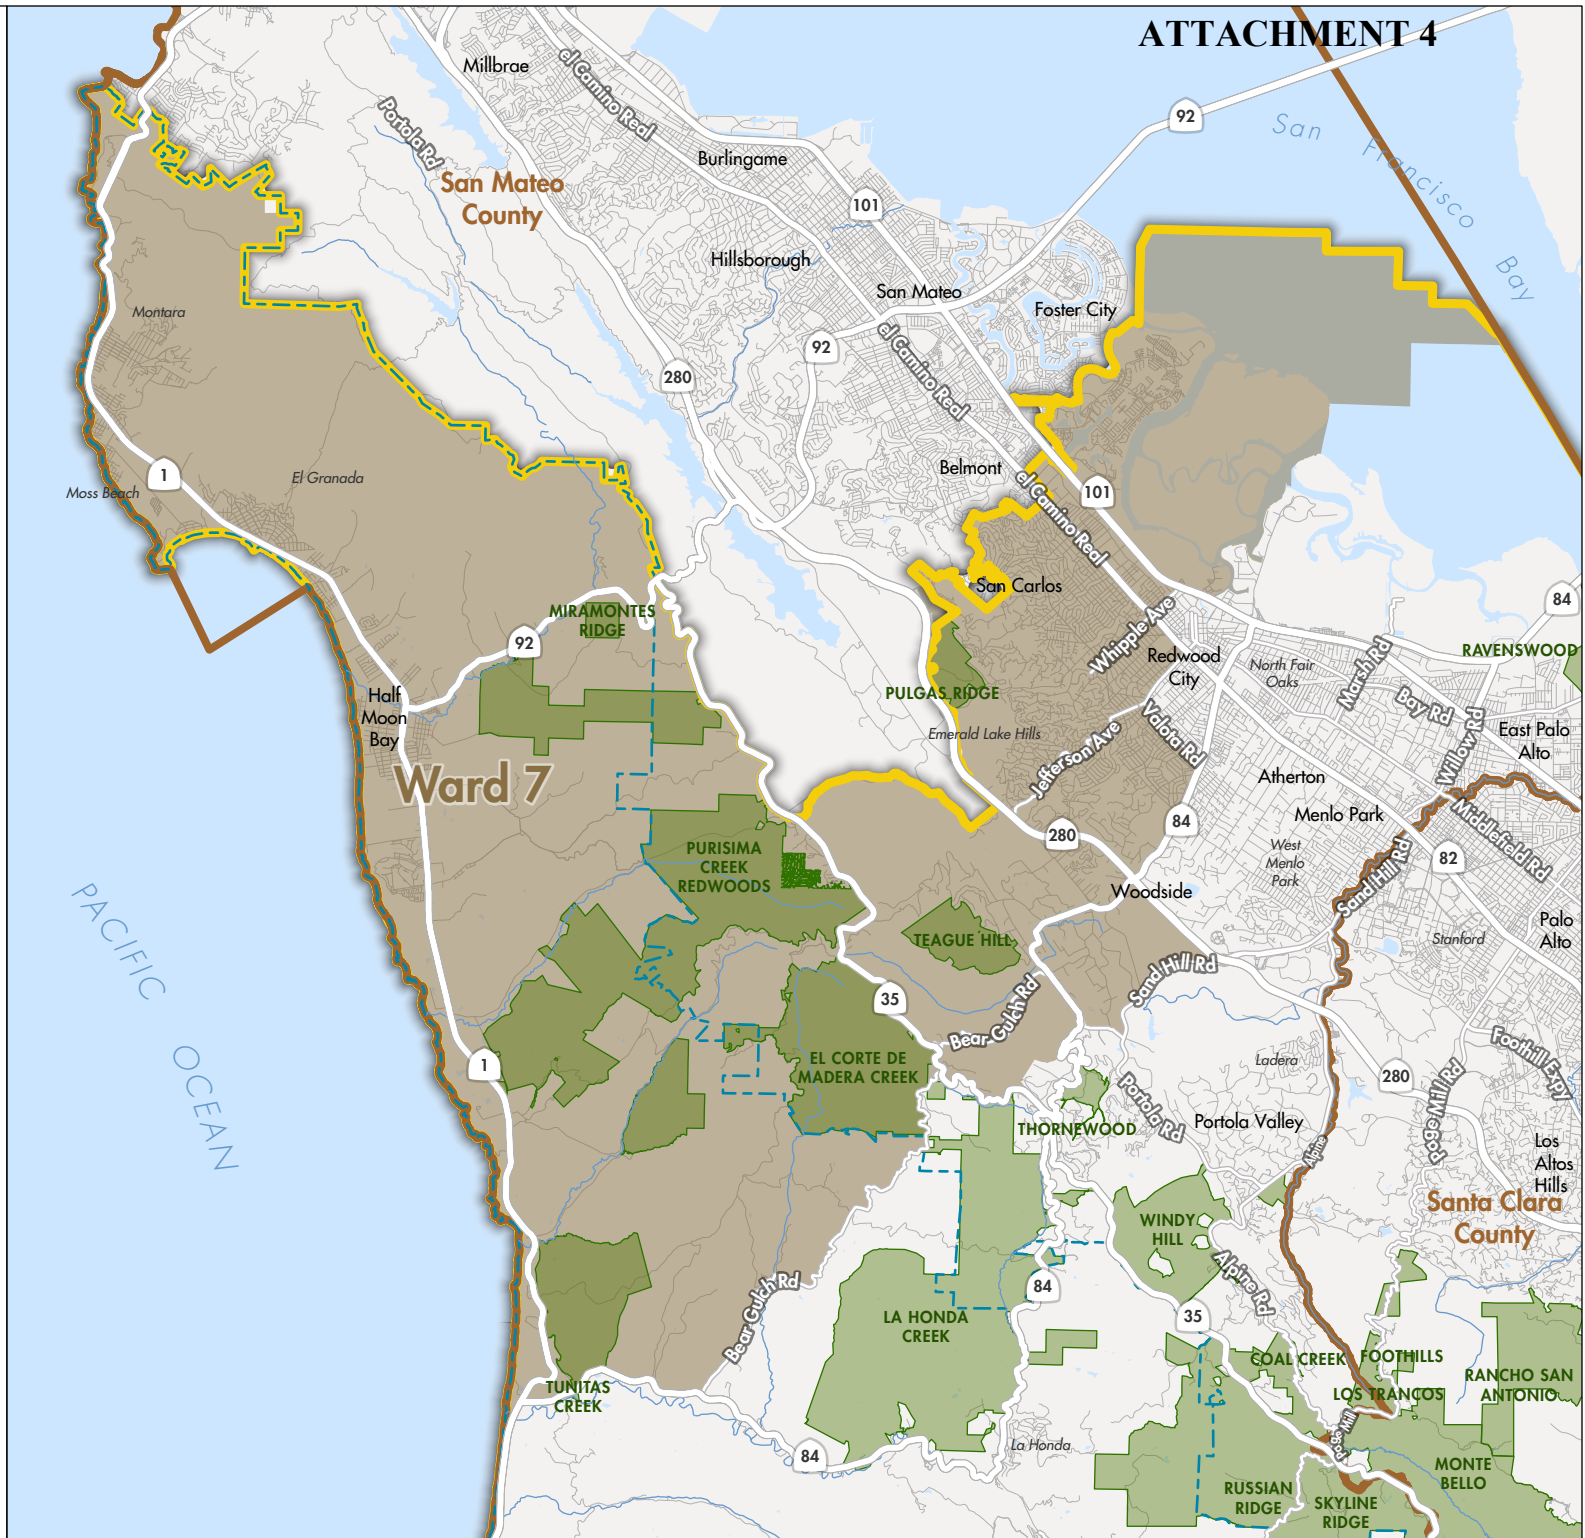 ATTACHMENT 4
Millbrae
el Camino Real
Portola Rd
92
San
Francisco
Bay
San Mateo
County
Burlingame
101
Hillsborough
San Mateo
Foster City
Montara
92
el Camino Real
280
Belmont
el Camino Real
101
El Granada
1
Moss Beach
San Carlos
84
MIRAMONTES
RIDGE
92
Whipple Ave
Redwood
City
North Fair
Oaks
Marsh Rd
RAVENSWOOD
Half
Moon
Bay
PULGAS RIDGE
Emerald Lake Hills
Jefferson Ave
Valota Rd
Bay Rd
Willow Rd
East Palo
Alto
Ward 7
Atherton
Menlo Park
Middlefield Rd
280
84
82
West
Menlo
Park
Sand Hill Rd
PURISIMA
CREEK
REDWOODS
Woodside
Palo
Alto
Stanford
TEAGUE HILL
PACIFIC
OCEAN
Sand Hill Rd
35
Bear Gulch Rd
EL CORTE DE
MADERA CREEK
1
Ladera
280
Foothill Expy
Page Mill Rd
Portola Rd
THORNEWOOD
Portola Valley
Alpine
Los
Altos
Hills
Santa Clara
County
WINDY
HILL
Alpine Rd
Bear Gulch Rd
84
LA HONDA
CREEK
35
COAL CREEK
FOOTHILLS
RANCHO SAN
ANTONIO
LOS TRANCOS
TUNITAS
CREEK
Page Mill
84
La Honda
MONTE
BELLO
RUSSIAN
RIDGE
SKYLINE
RIDGE